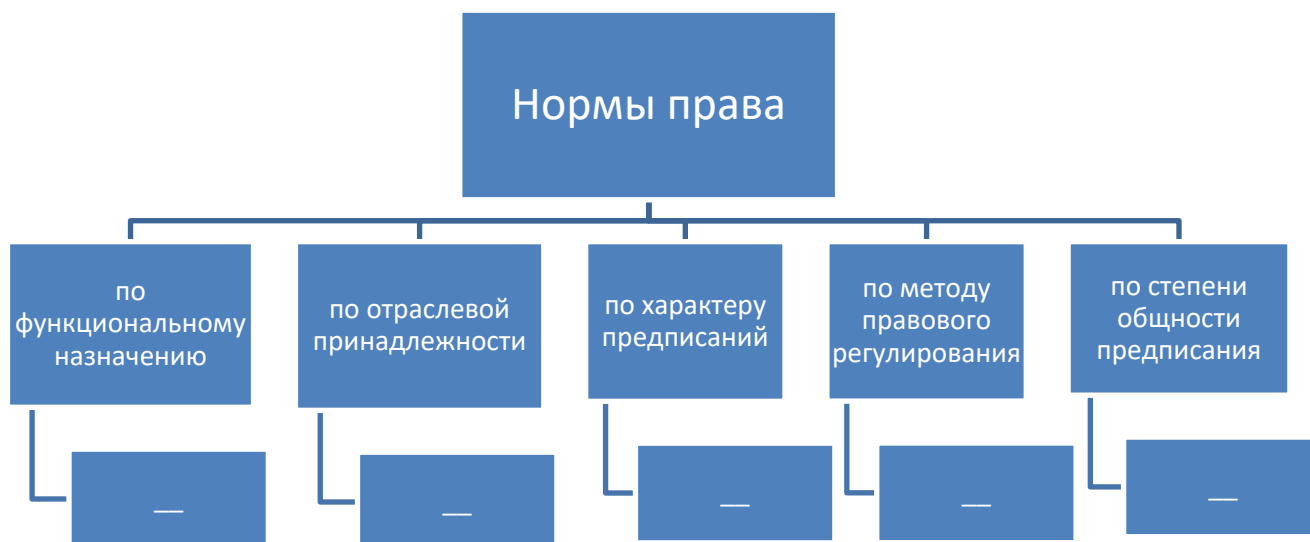 Нормы права
по
функциональному
назначению
по отраслевой
принадлежности
по характеру
предписаний
по методу
правового
регулирования
по степени
общности
предписания
__
__
__
__
__